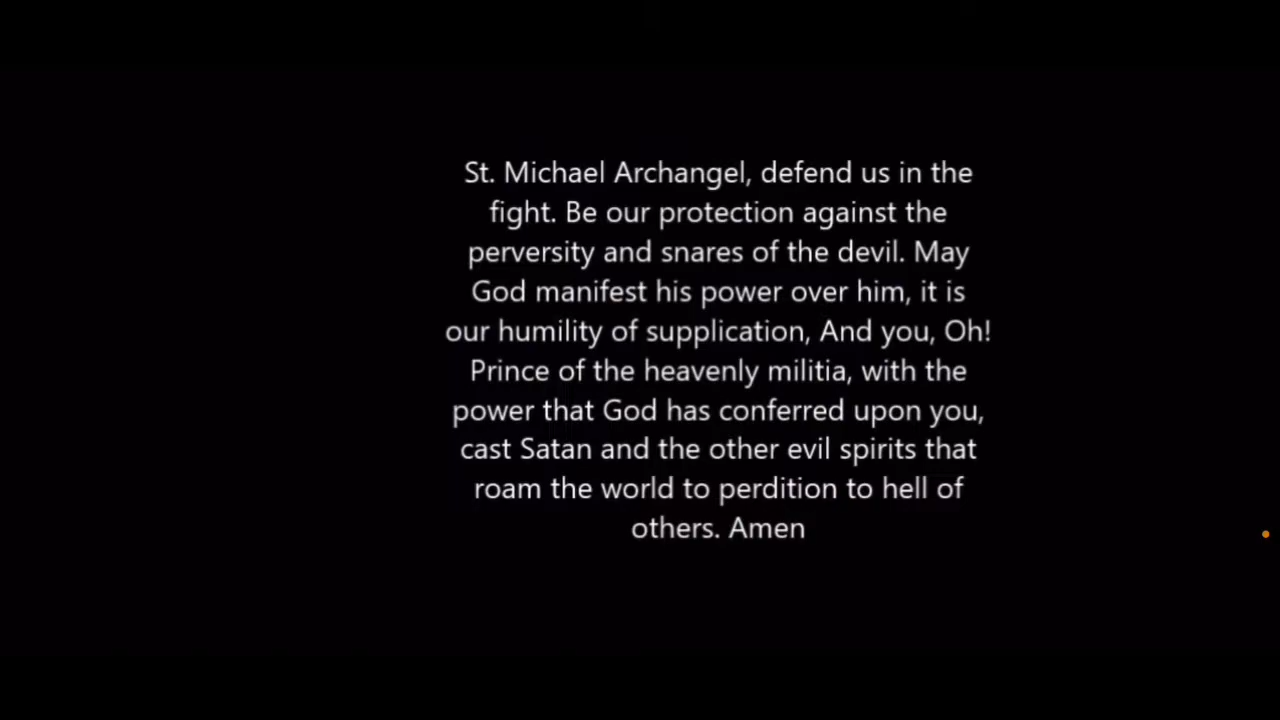 St. Michael Archangel, defend us in the
fight. Be our protection against the
perversity and snares of the devil. May
God manifest his power over him, it is
our humility of supplication, And you, Oh!
Prince of the heavenly militia, with the
power that God has conferred upon you,
cast Satan and the other evil spirits that
roam the world to perdition to hell of
others. Amen